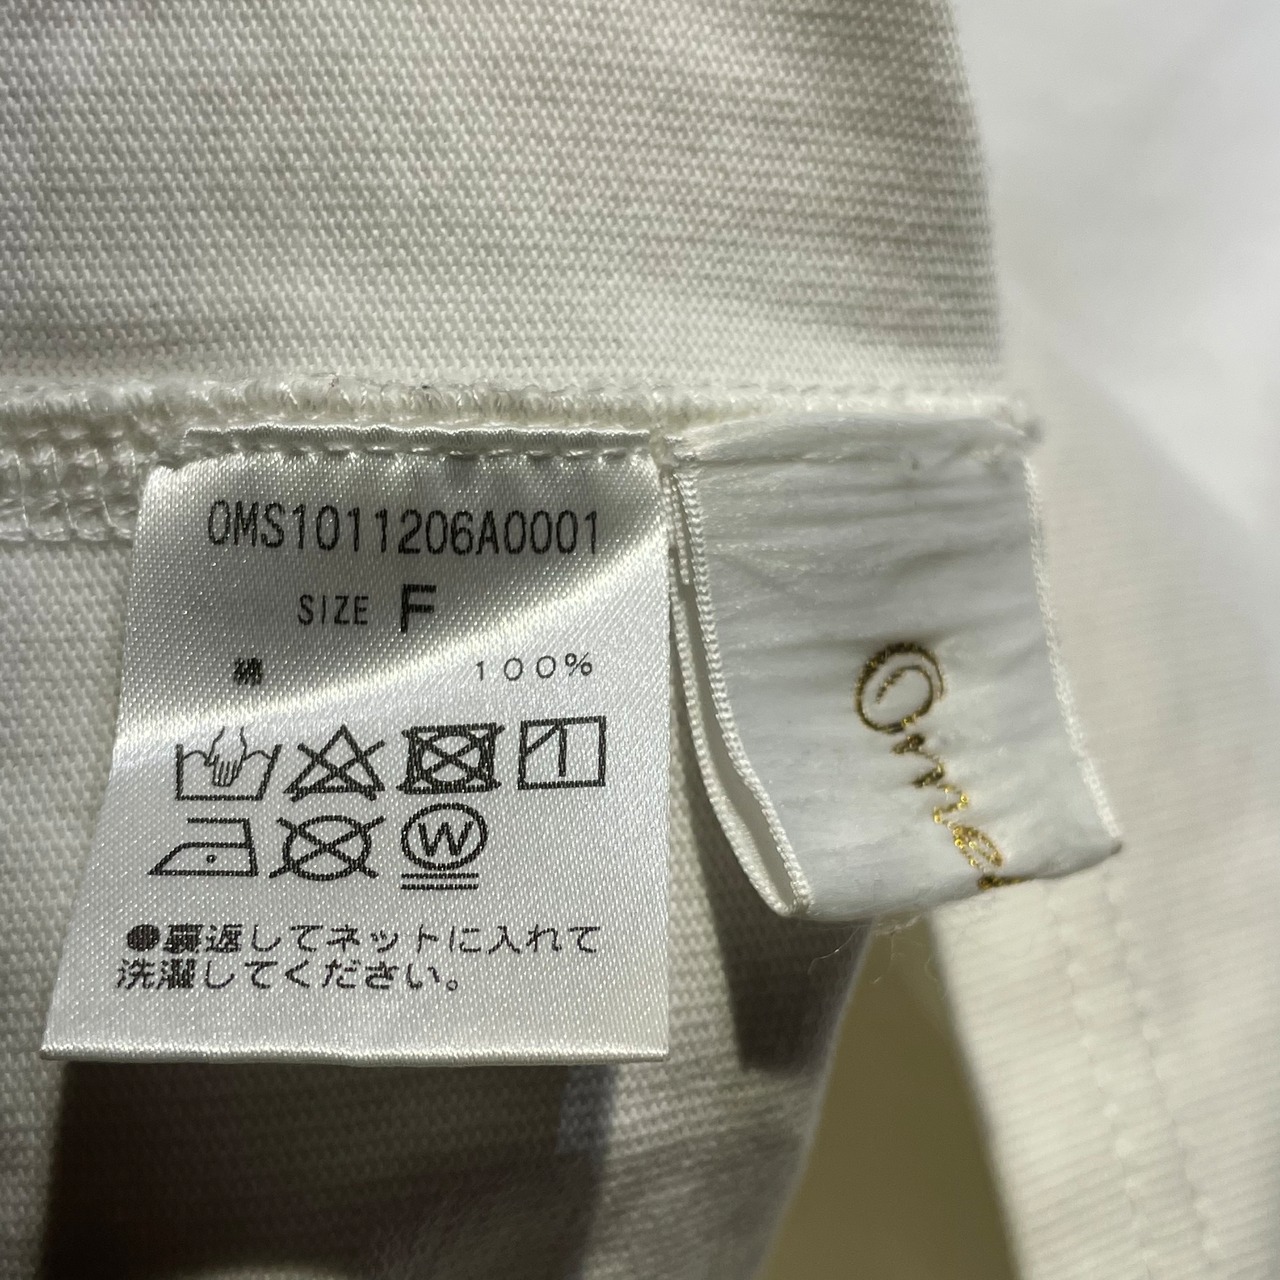 OMS1011206A0001
SIZE F
綿 100%
W
●裏返してネットに入れて
洗濯してください。